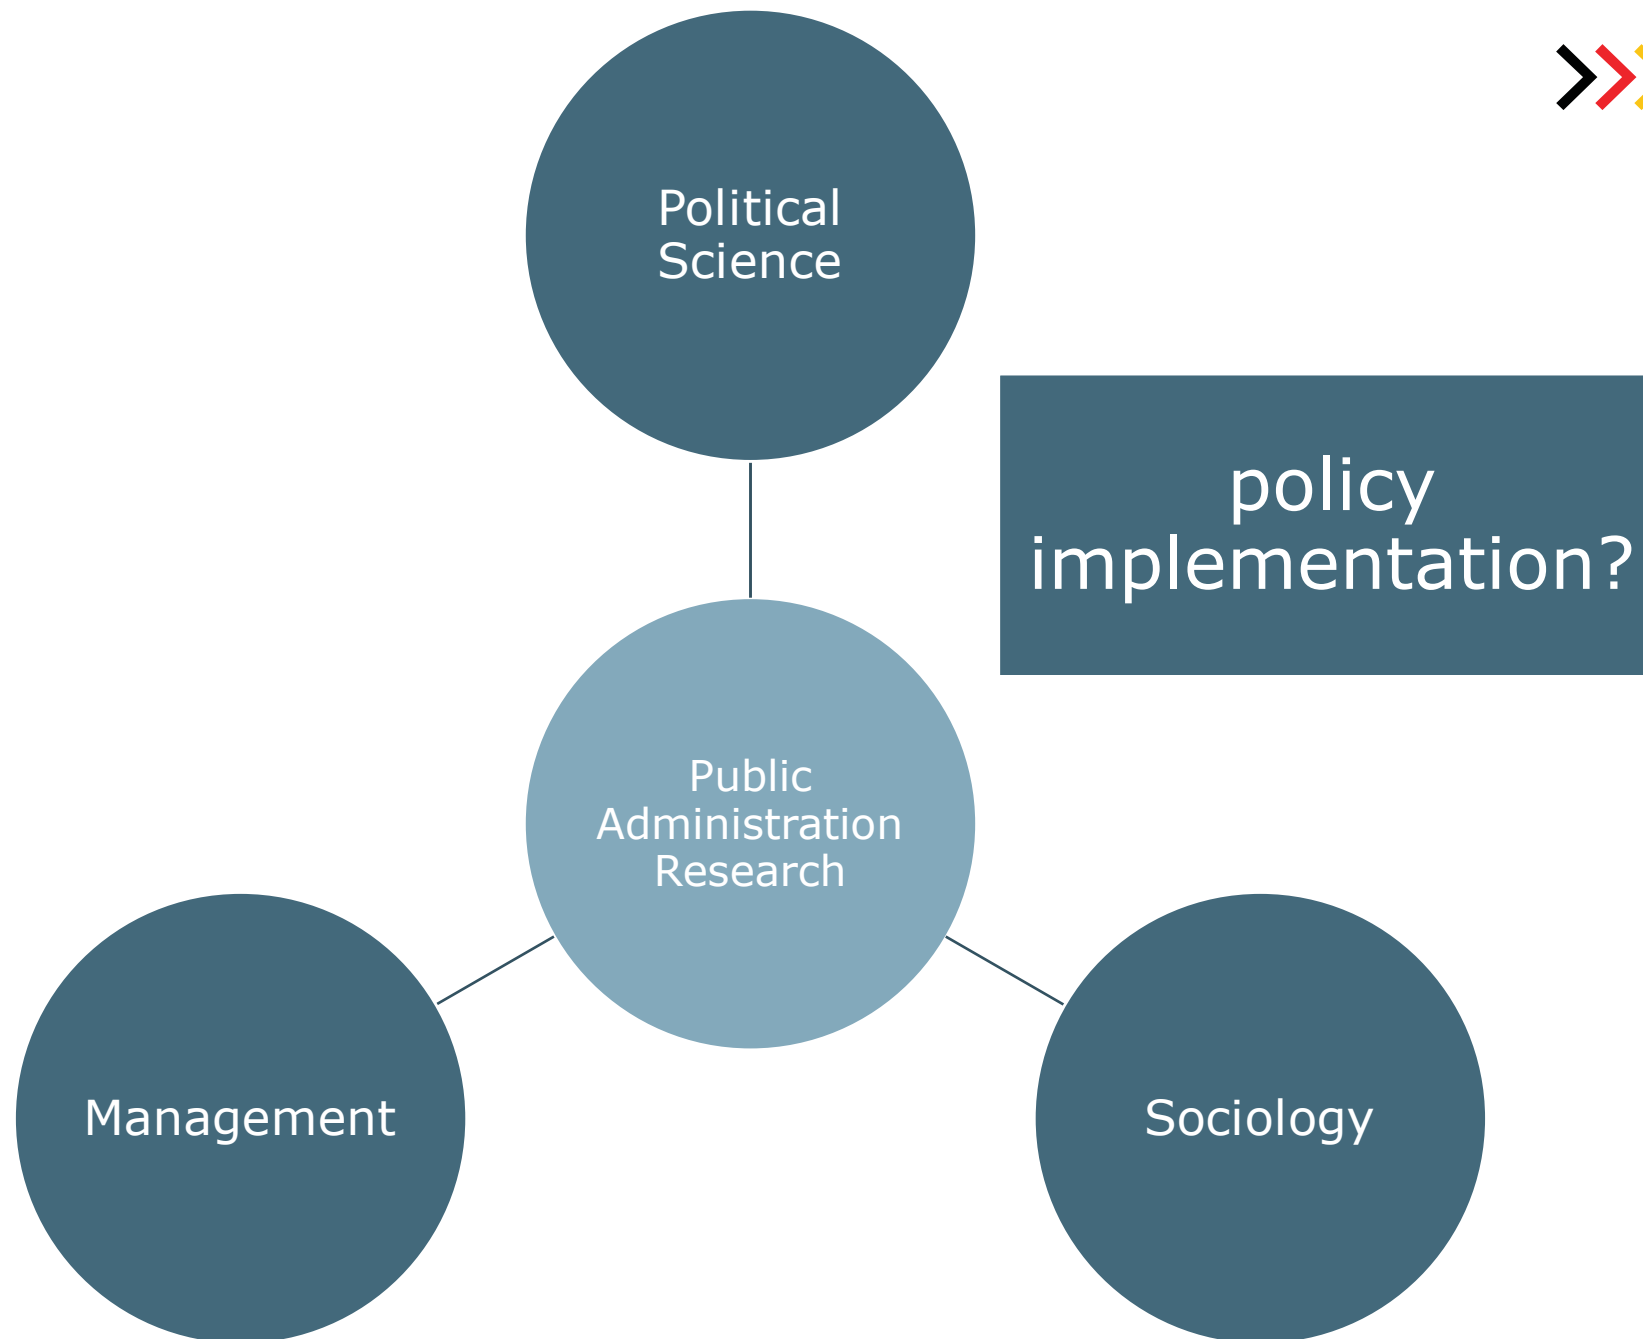 Political
Science
policy
implementation?
Public
Administration
Research
Management
Sociology